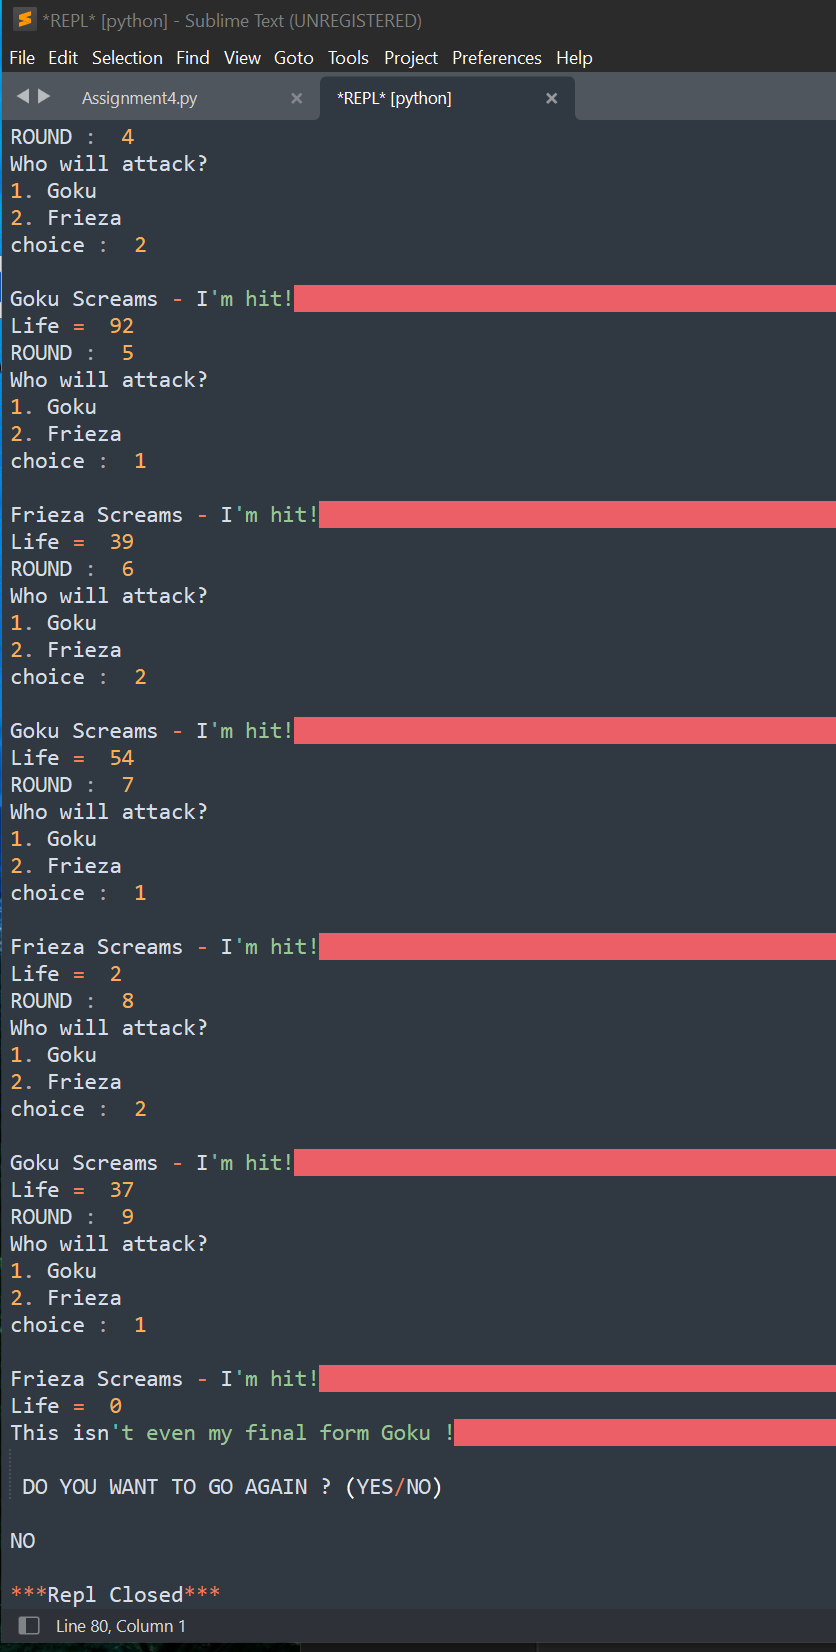 *REPL* [python] - Sublime Text (UNREGISTERED)
File Edit Selection Find View Goto Tools Project Preferences Help
Assignment4.py × *REPL* [python] ×
ROUND :  4
Who will attack?
1. Goku
2. Frieza
choice :  2
Goku Screams - I'm hit!
Life =  92
ROUND :  5
Who will attack?
1. Goku
2. Frieza
choice :  1
Frieza Screams - I'm hit!
Life =  39
ROUND :  6
Who will attack?
1. Goku
2. Frieza
choice :  2
Goku Screams - I'm hit!
Life =  54
ROUND :  7
Who will attack?
1. Goku
2. Frieza
choice :  1
Frieza Screams - I'm hit!
Life =  2
ROUND :  8
Who will attack?
1. Goku
2. Frieza
choice :  2
Goku Screams - I'm hit!
Life =  37
ROUND :  9
Who will attack?
1. Goku
2. Frieza
choice :  1
Frieza Screams - I'm hit!
Life =  0
This isn't even my final form Goku !
DO YOU WANT TO GO AGAIN ? (YES/NO)
NO
***Repl Closed***
Line 80, Column 1